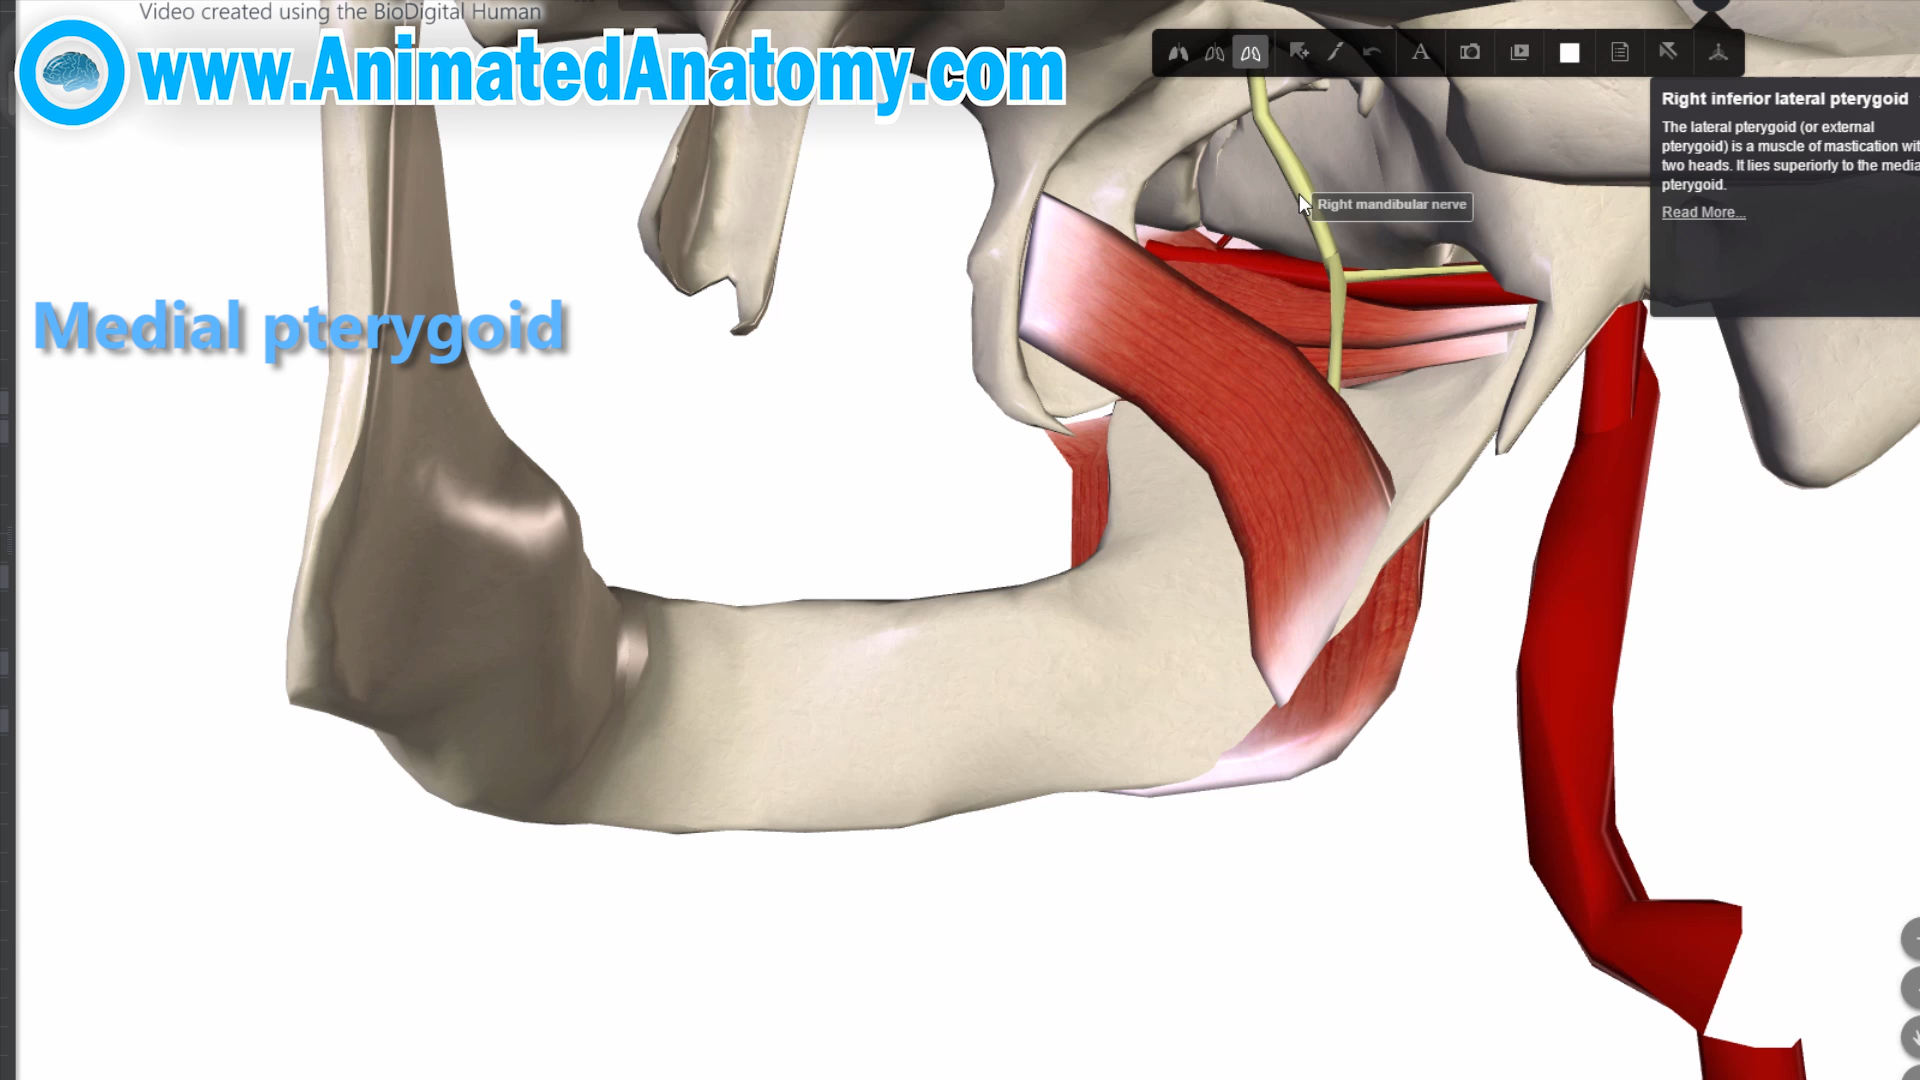 Video created using the BioDigital Human
www.AnimatedAnatomy.com
A
Right inferior lateral pterygoid
The lateral pterygoid (or external
pterygoid) is a muscle of mastication wit
two heads. It lies superiorly to the media
pterygoid.
Read More...
Right mandibular nerve
Medial pterygoid